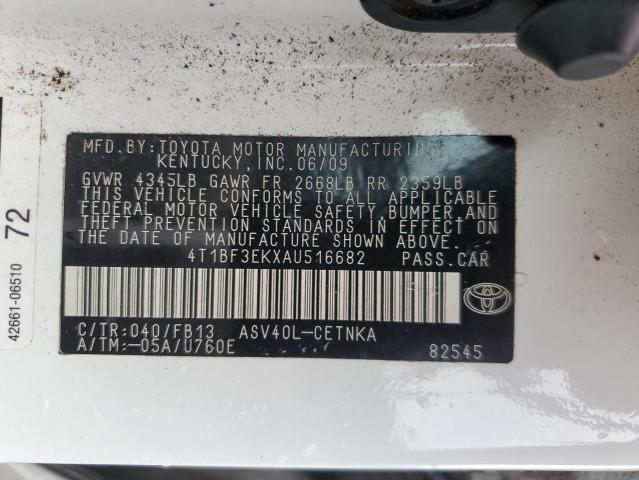 MFD.BY:TOYOTA MOTOR MANUFACTURING
KENTUCKY,INC.06/09
GVWR 4345LB GAWR FR 2668LB RR 2359LB
THIS VEHICLE CONFORMS TO ALL APPLICABLE
FEDERAL MOTOR VEHICLE SAFETY,BUMPER,AND
THEFT PREVENTION STANDARDS IN EFFECT ON
THE DATE OF MANUFACTURE SHOWN ABOVE.
4T1BF3EKXAU516682 PASS.CAR
C/TR:040/FB13 ASV40L-CETNKA
A/TM:-05A/U760E
82545
42661-06510 72